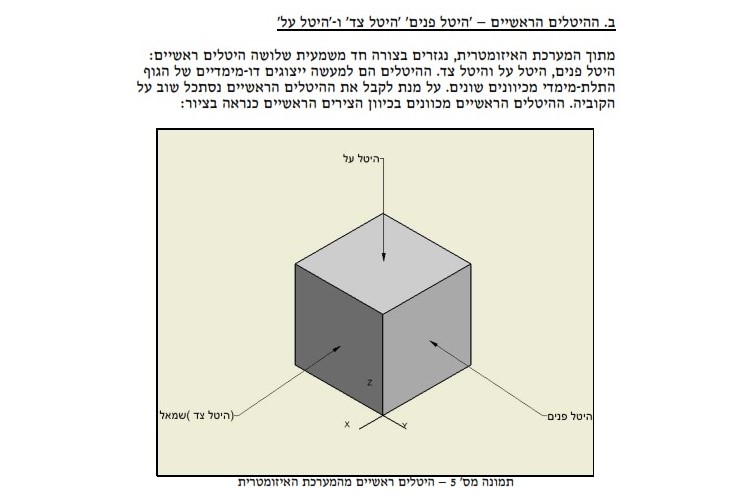 ב. ההיטלים הראשיים – 'היטל פנים' 'היטל צד' ו-'היטל על'
מתוך המערכת האיזומטרית, נגזרים בצורה חד משמעית שלושה היטלים ראשיים:
היטל פנים, היטל על והיטל צד. ההיטלים הם למעשה ייצוגים דו-מימדיים של הגוף
התלת-מימדי מכיוונים שונים. על מנת לקבל את ההיטלים הראשיים נסתכל שוב על
הקוביה. ההיטלים הראשיים מכוונים בכיוון הצירים הראשיים כנראה בציור:
היטל על
Z
היטל פנים
(היטל צד )שמאל
X
Y
תמונה מס' 5 – היטלים ראשיים מהמערכת האיזומטרית